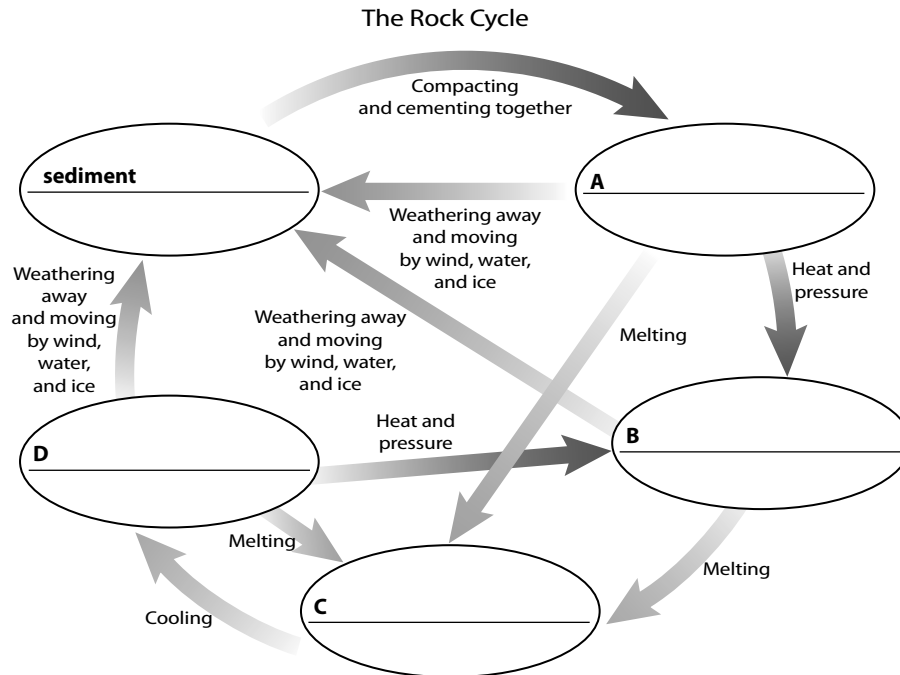 The Rock Cycle
Compacting
and cementing together
sediment
A
Weathering away
and moving
by wind, water,
and ice
Heat and
pressure
Weathering
away
and moving
by wind,
water,
and ice
Weathering away
and moving
by wind, water,
and ice
Melting
D
Heat and
pressure
B
Melting
Melting
C
Cooling